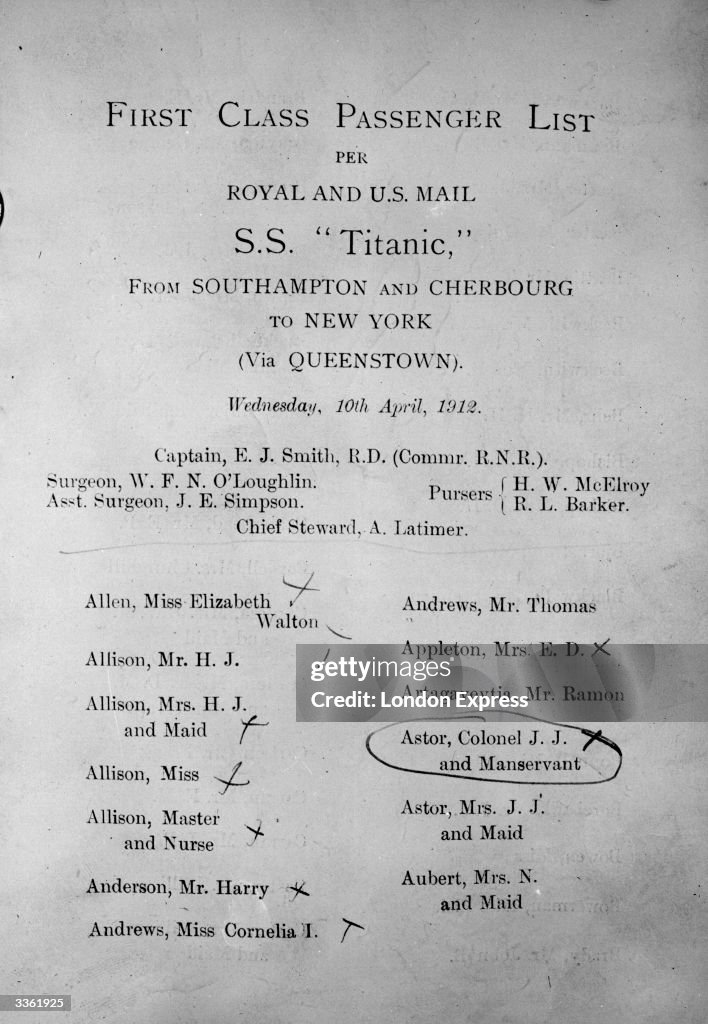 FIRST CLASS PASSENGER LIST
PER
ROYAL AND U.S. MAIL
S.S. "Titanic,"
FROM SOUTHAMPTON AND CHERBOURG
TO NEW YORK
(Via QUEENSTOWN).
Wednesday, 10th April, 1912.
Captain, E. J. Smith, R.D. (Commr. R.N.R.).
Surgeon, W. F. N. O'Loughlin.
Asst. Surgeon, J. E. Simpson.
Pursers { H. W. McElroy
R. L. Barker.
Chief Steward, A. Latimer.
Allen, Miss Elizabeth
Walton
Allison, Mr. H. J.
Allison, Mrs. H. J.
and Maid
Allison, Miss
Allison, Master
and Nurse
Anderson, Mr. Harry
Andrews, Miss Cornelia I.
Andrews, Mr. Thomas
Appleton, Mrs. E. D.
Artagaveytia, Mr. Ramon
Astor, Colonel J. J.
and Manservant
Astor, Mrs. J. J.
and Maid
Aubert, Mrs. N.
and Maid
gettyimages
London Express
3361925